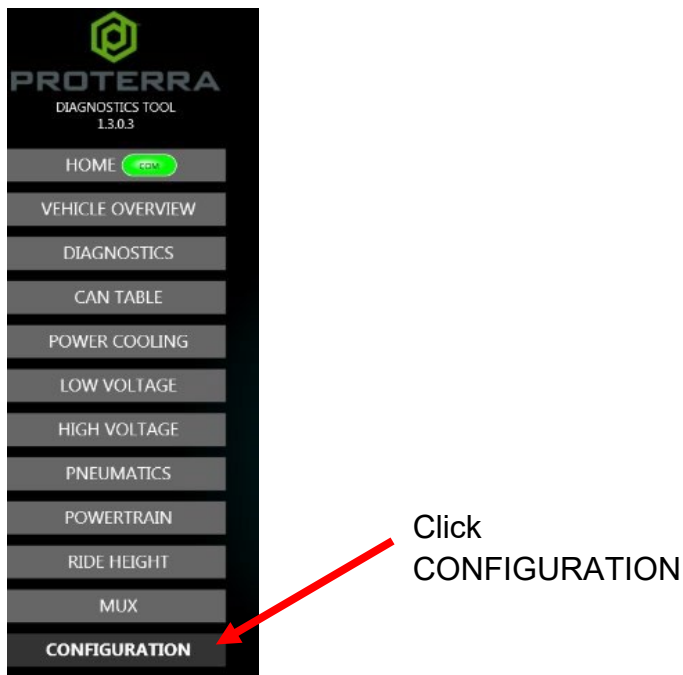 PROTERRA
DIAGNOSTICS TOOL
1.3.0.3
HOME COM
VEHICLE OVERVIEW
DIAGNOSTICS
CAN TABLE
POWER COOLING
LOW VOLTAGE
HIGH VOLTAGE
PNEUMATICS
POWERTRAIN
RIDE HEIGHT
MUX
CONFIGURATION
Click
CONFIGURATION